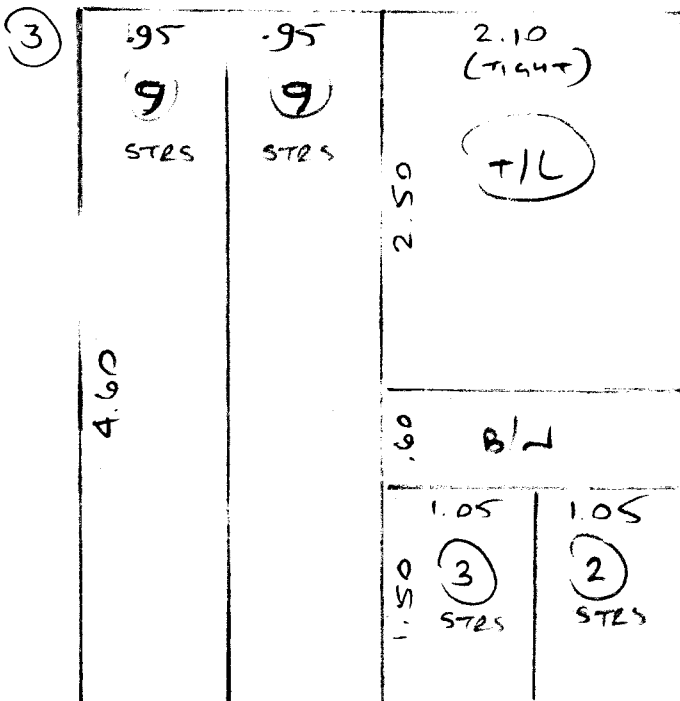 3
.95 .95 2.10
(TIGHT)
9 9 T/L
STRS STRS
2.50
4.60
.60 B/W
1.05 1.05
1.50 3 2
STRS STRS